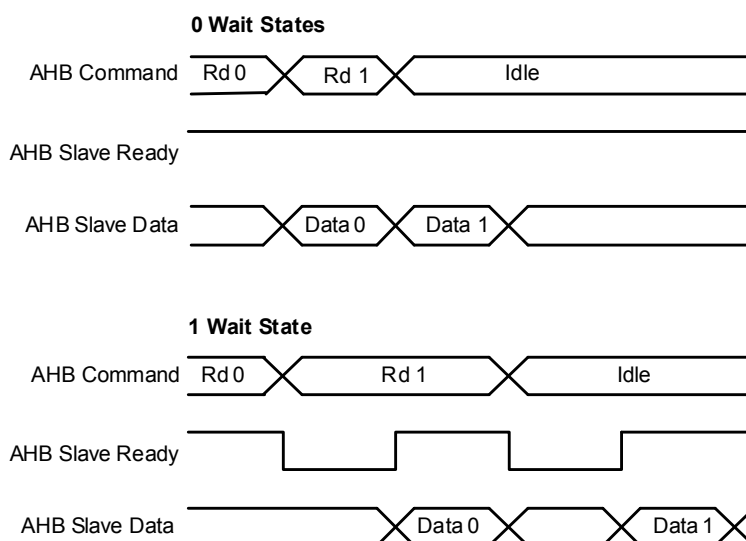 0 Wait States
AHB Command Rd 0 Rd 1 Idle
AHB Slave Ready
AHB Slave Data Data 0 Data 1
1 Wait State
AHB Command Rd 0 Rd 1 Idle
AHB Slave Ready
AHB Slave Data Data 0 Data 1